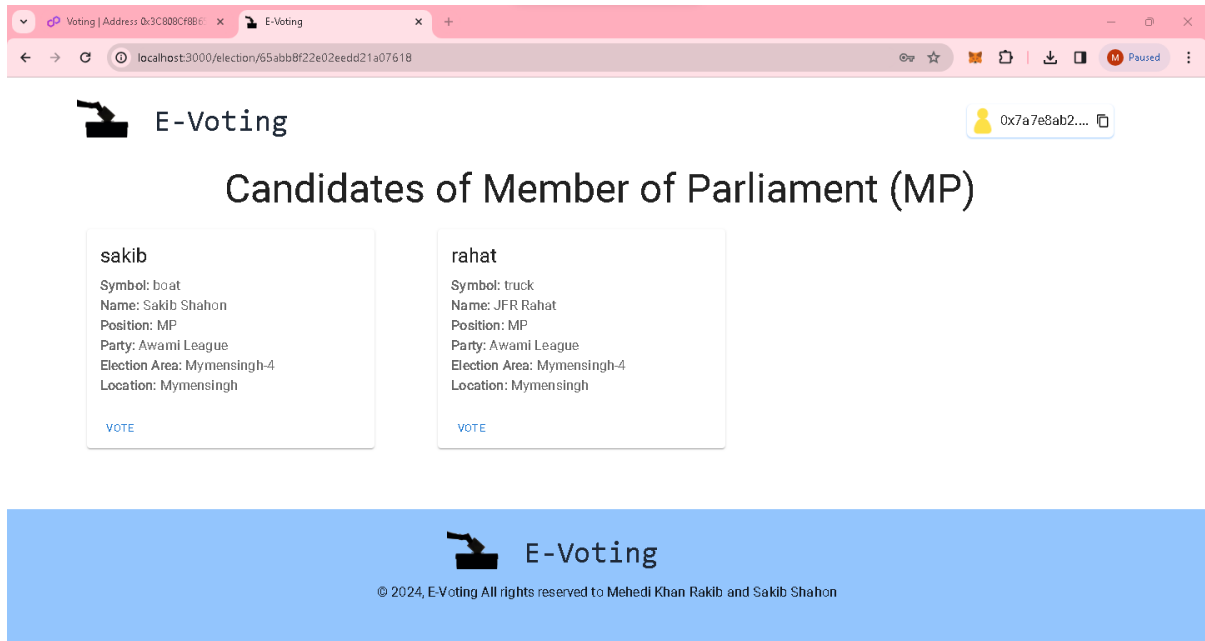 Voting | Address 0x3C808Cf8B6
E-Voting
localhost:3000/election/65abb8f22e02eedd21a07618
M Paused
E-Voting
0x7a7e8ab2....
Candidates of Member of Parliament (MP)
sakib
Symbol: boat
Name: Sakib Shahon
Position: MP
Party: Awami League
Election Area: Mymensingh-4
Location: Mymensingh
VOTE
rahat
Symbol: truck
Name: JFR Rahat
Position: MP
Party: Awami League
Election Area: Mymensingh-4
Location: Mymensingh
VOTE
E-Voting
© 2024, E-Voting All rights reserved to Mehedi Khan Rakib and Sakib Shahon